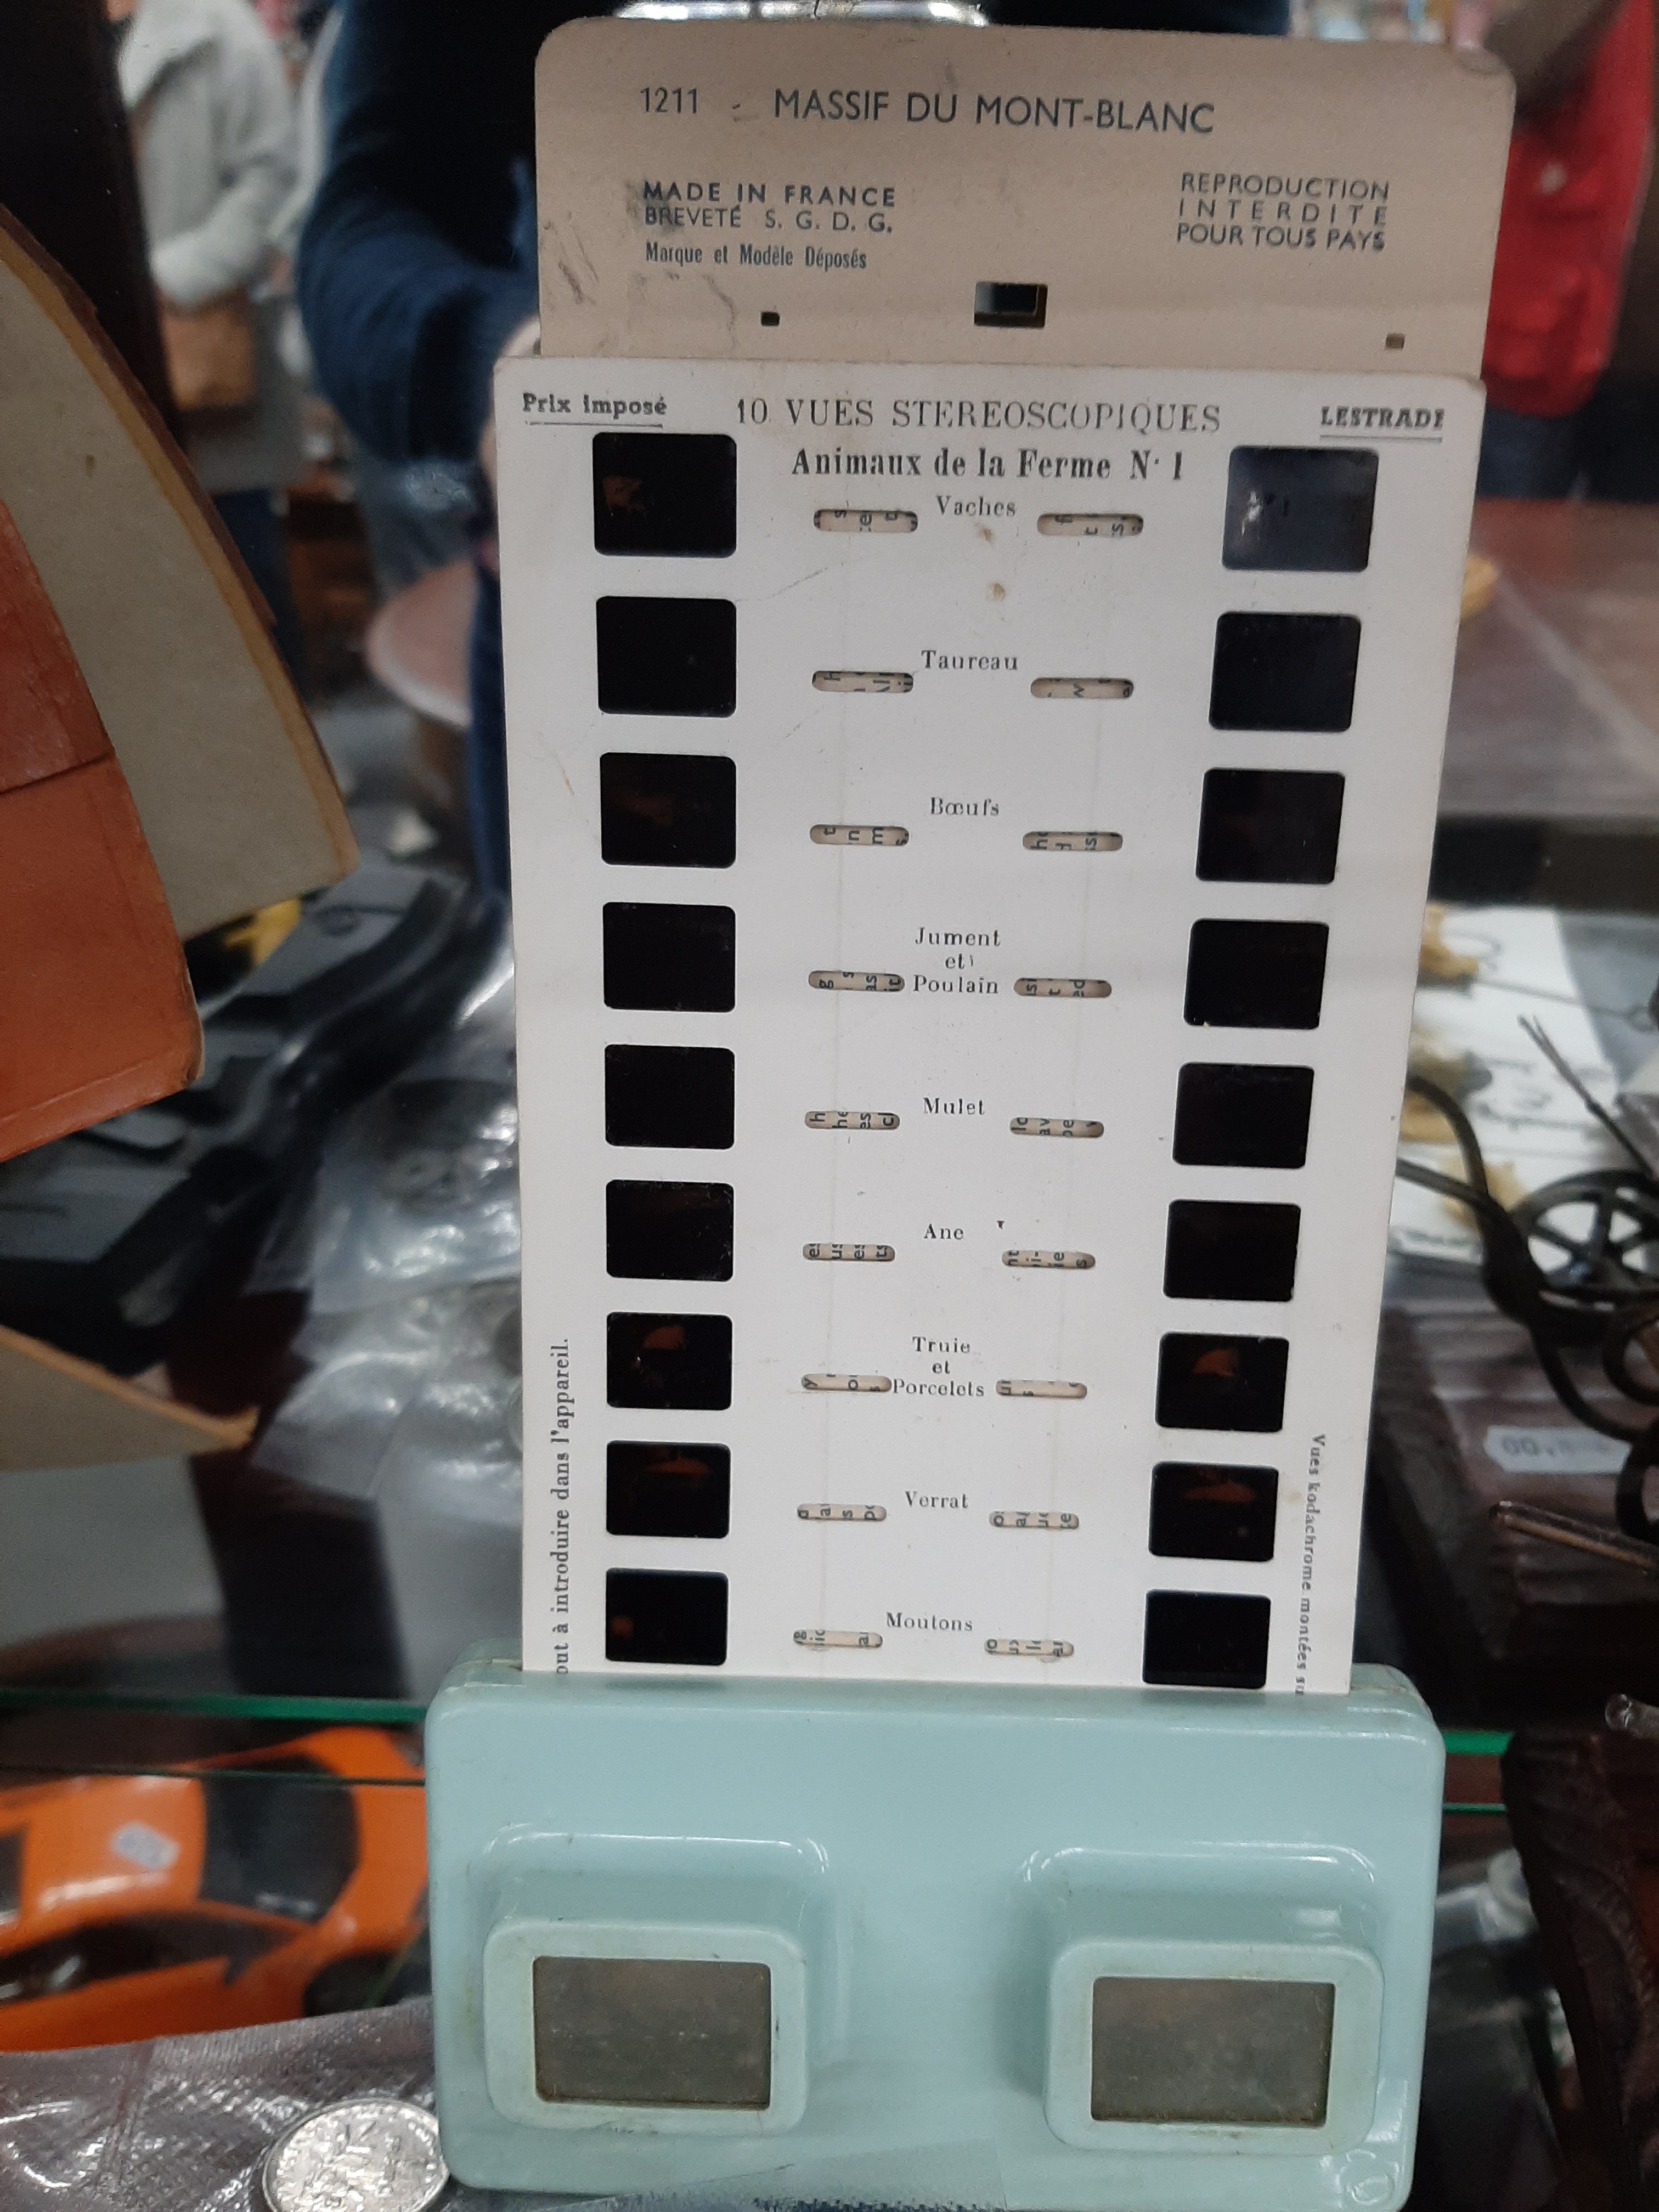 1211 - MASSIF DU MONT-BLANC
MADE IN FRANCE
BREVETÉ S. G. D. G.
Marque et Modèle Déposés
REPRODUCTION
INTERDITE
POUR TOUS PAYS
Prix imposé
10 VUES STEREOSCOPIQUES
LESTRADE
Animaux de la Ferme N° 1
Vaches
Taureau
Bœufs
Jument
et
Poulain
Mulet
Ane
Truie
et
Porcelets
Verrat
Moutons
out à introduire dans l'appareil.
Vues kodachrome montées su